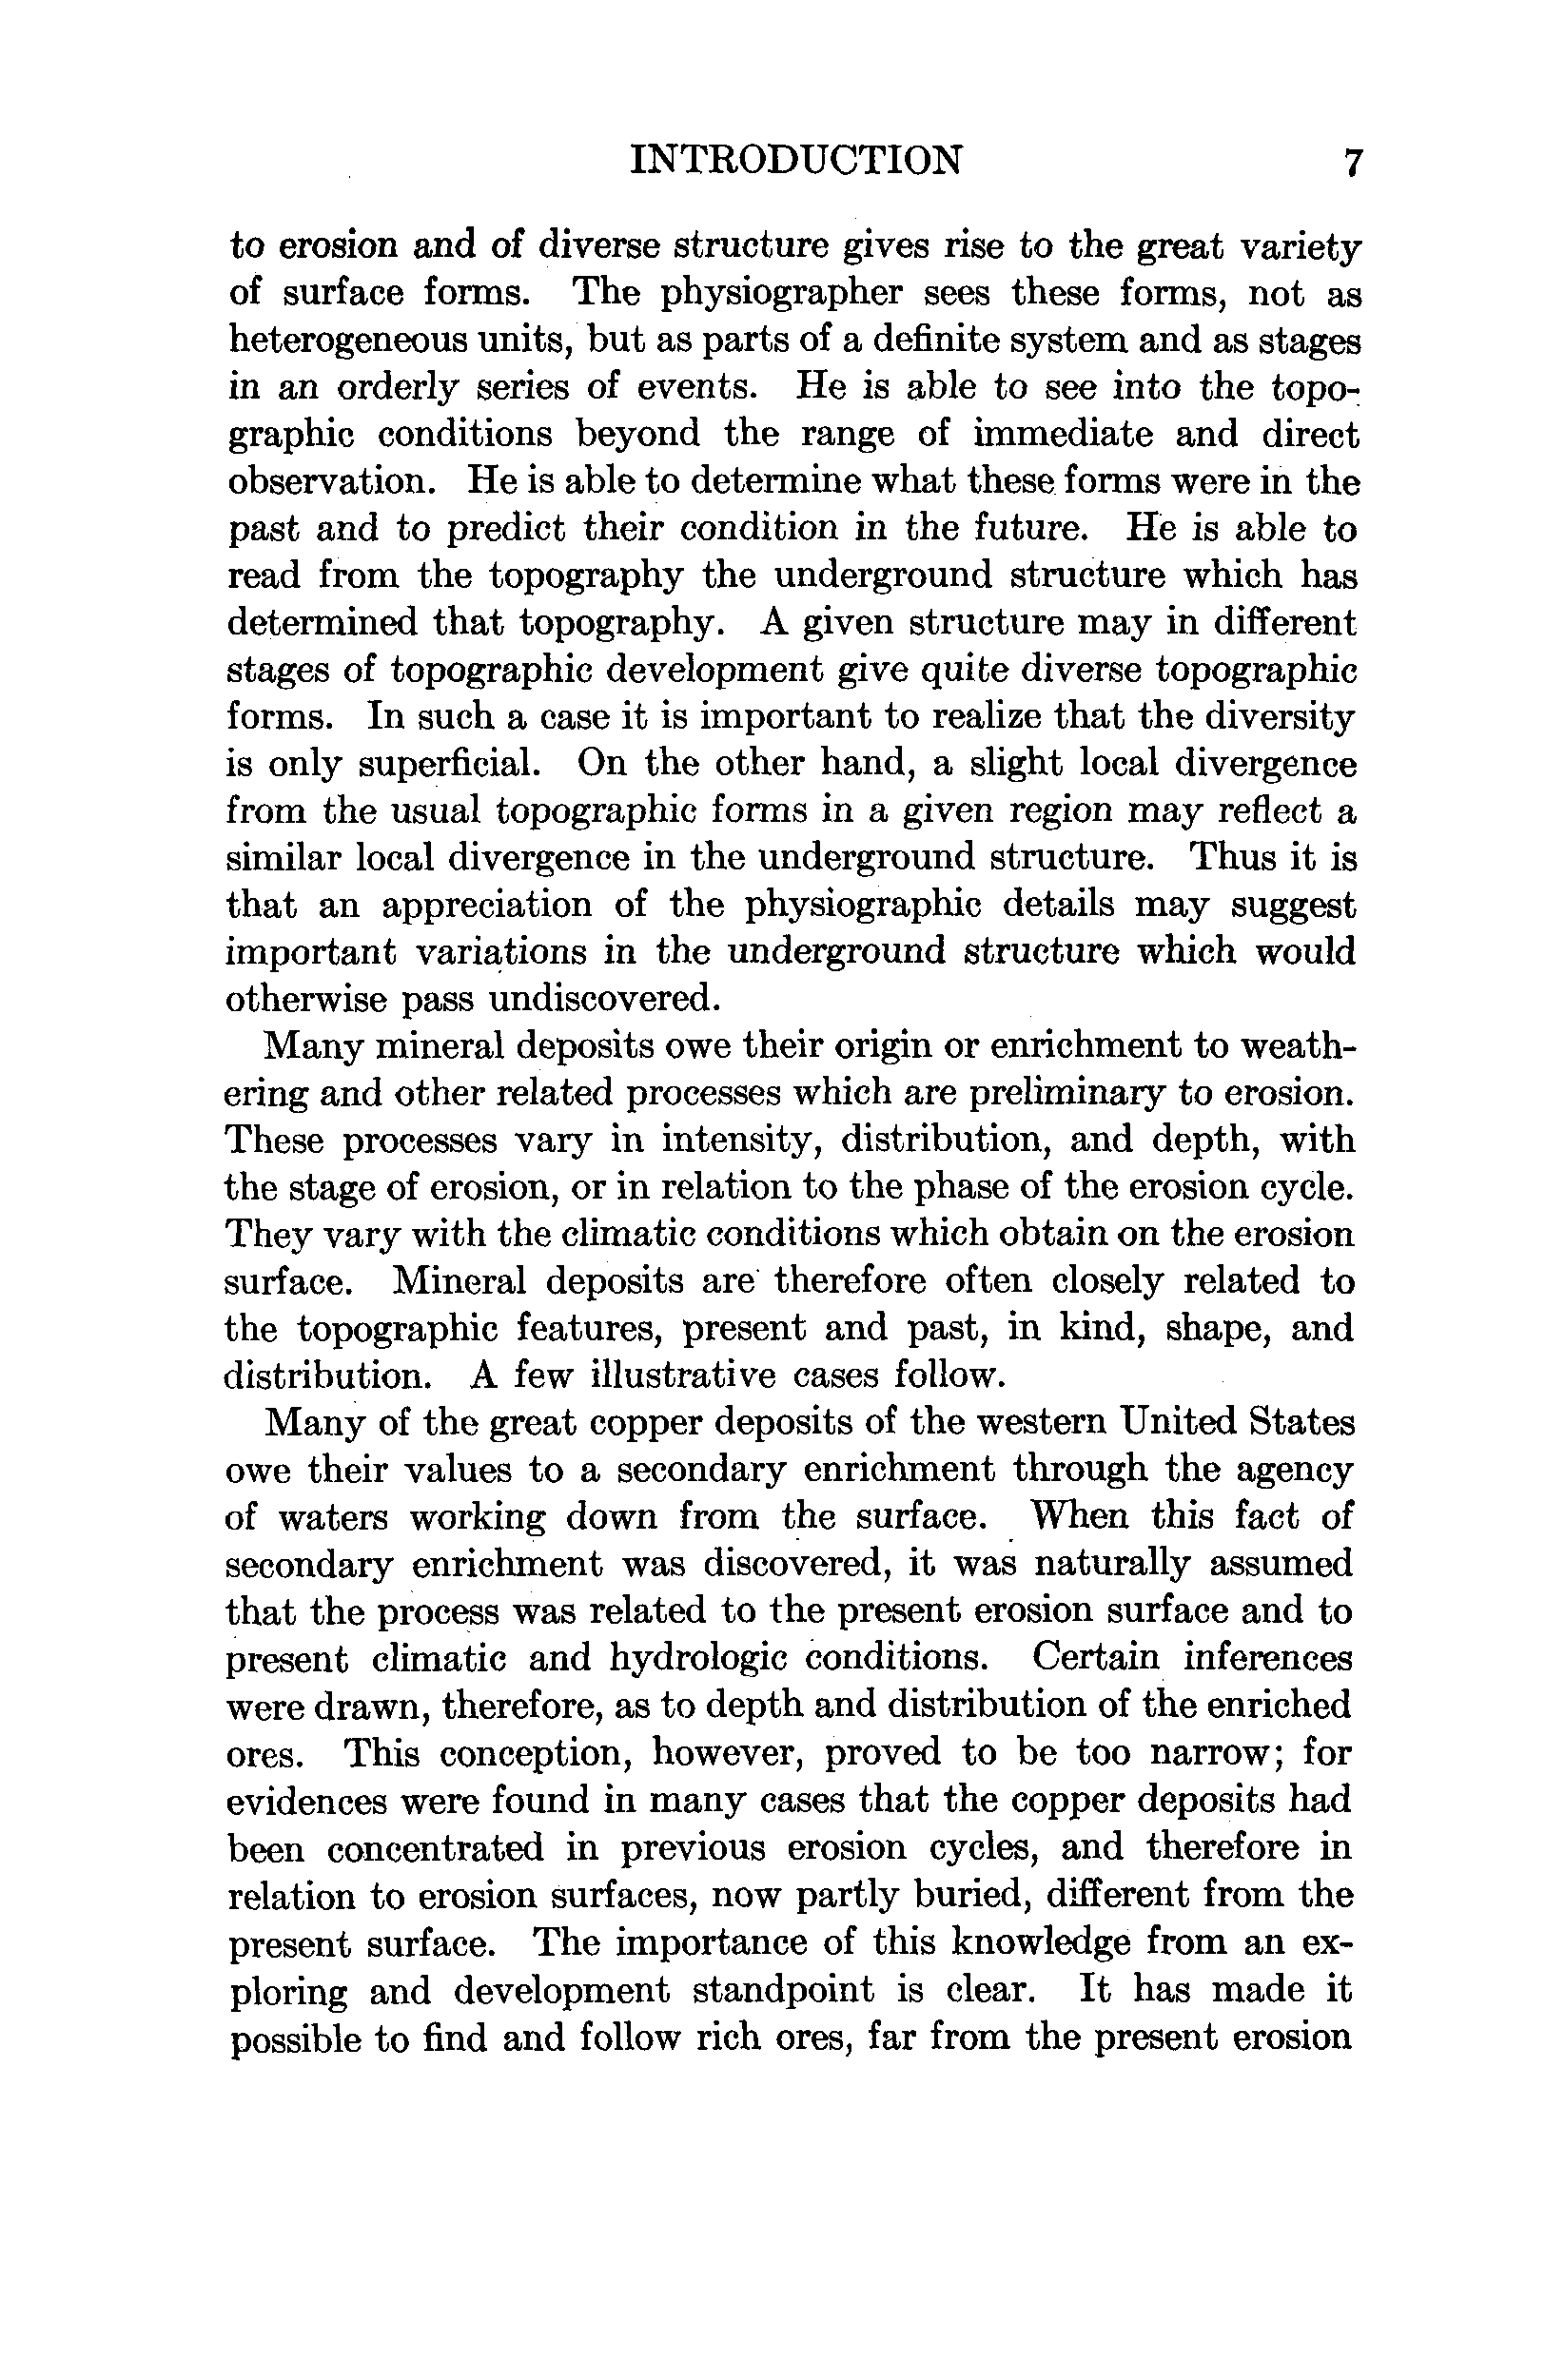 INTRODUCTION 7
to erosion and of diverse structure gives rise to the great variety
of surface forms. The physiographer sees these forms, not as
heterogeneous units, but as parts of a definite system and as stages
in an orderly series of events. He is able to see into the topo-
graphic conditions beyond the range of immediate and direct
observation. He is able to determine what these forms were in the
past and to predict their condition in the future. He is able to
read from the topography the underground structure which has
determined that topography. A given structure may in different
stages of topographic development give quite diverse topographic
forms. In such a case it is important to realize that the diversity
is only superficial. On the other hand, a slight local divergence
from the usual topographic forms in a given region may reflect a
similar local divergence in the underground structure. Thus it is
that an appreciation of the physiographic details may suggest
important variations in the underground structure which would
otherwise pass undiscovered.
Many mineral deposits owe their origin or enrichment to weath-
ering and other related processes which are preliminary to erosion.
These processes vary in intensity, distribution, and depth, with
the stage of erosion, or in relation to the phase of the erosion cycle.
They vary with the climatic conditions which obtain on the erosion
surface. Mineral deposits are therefore often closely related to
the topographic features, present and past, in kind, shape, and
distribution. A few illustrative cases follow.
Many of the great copper deposits of the western United States
owe their values to a secondary enrichment through the agency
of waters working down from the surface. When this fact of
secondary enrichment was discovered, it was naturally assumed
that the process was related to the present erosion surface and to
present climatic and hydrologic conditions. Certain inferences
were drawn, therefore, as to depth and distribution of the enriched
ores. This conception, however, proved to be too narrow; for
evidences were found in many cases that the copper deposits had
been concentrated in previous erosion cycles, and therefore in
relation to erosion surfaces, now partly buried, different from the
present surface. The importance of this knowledge from an ex-
ploring and development standpoint is clear. It has made it
possible to find and follow rich ores, far from the present erosion